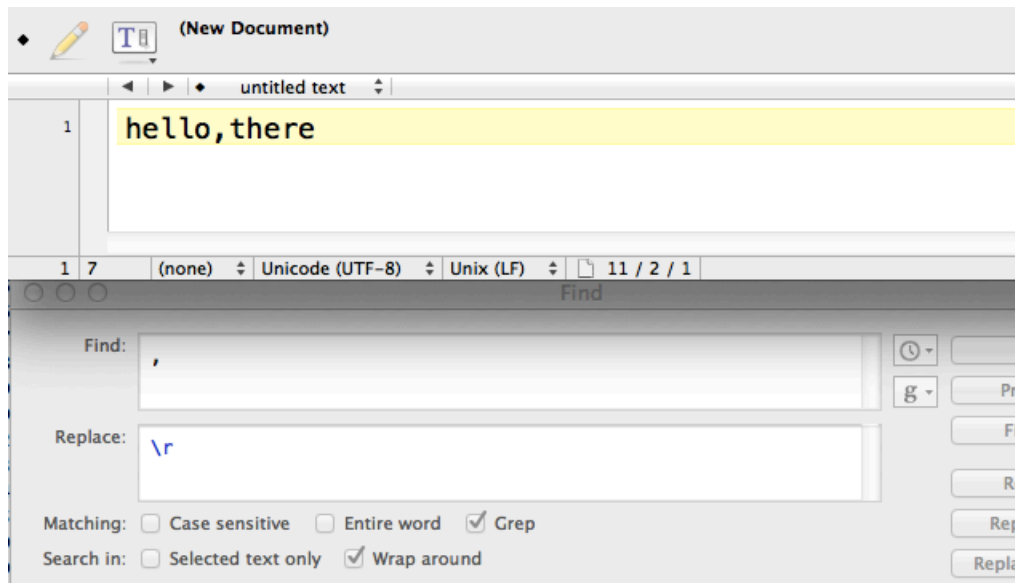 (New Document)
untitled text
1 hello,there
1 7 (none) Unicode (UTF-8) Unix (LF) 11 / 2 / 1
Find
Find: ,
g
Replace: \r
Matching: Case sensitive Entire word Grep
Search in: Selected text only Wrap around